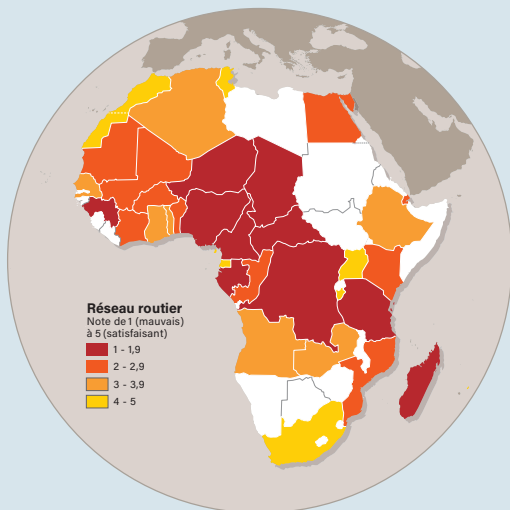 Réseau routier
Note de 1 (mauvais)
à 5 (satisfaisant)
1 - 1,9
2 - 2,9
3 - 3,9
4 - 5